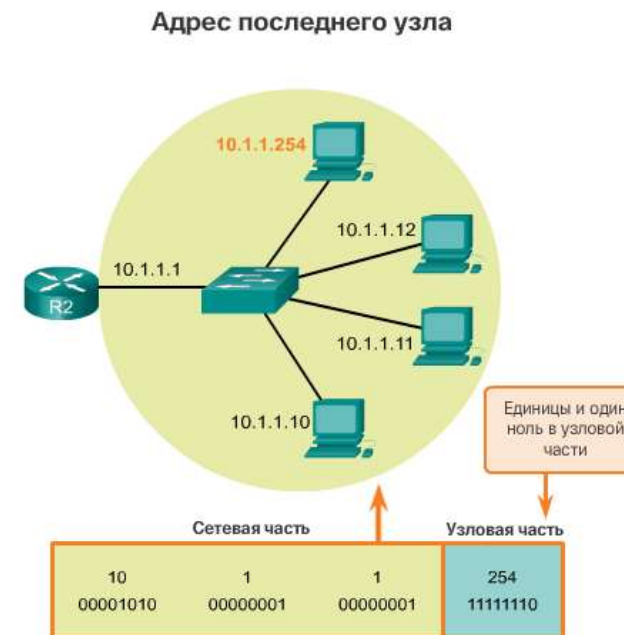 Адрес последнего узла
10.1.1.254
10.1.1.12
10.1.1.1
R2
10.1.1.11
10.1.1.10
Единицы и один
ноль в узловой
части
Сетевая часть
Узловая часть
10 1 1 254
00001010 00000001 00000001 11111110